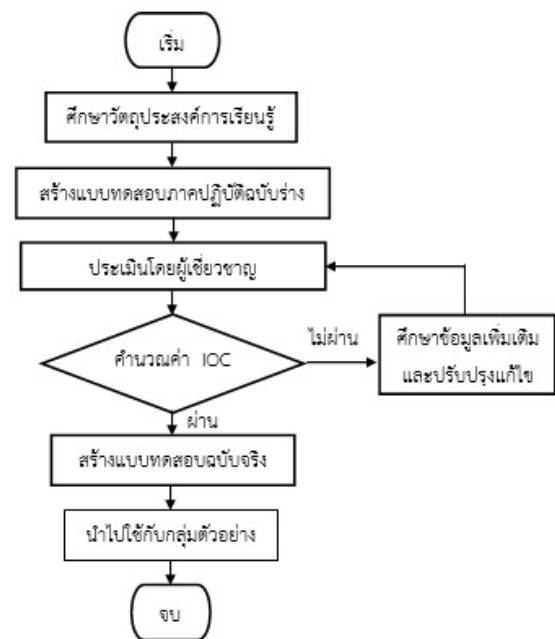 เริ่ม
ศึกษาวัตถุประสงค์การเรียนรู้
สร้างแบบทดสอบภาคปฏิบัติฉบับร่าง
ประเมินโดยผู้เชี่ยวชาญ
คำนวณค่า IOC
ไม่ผ่าน
ศึกษาข้อมูลเพิ่มเติม
และปรับปรุงแก้ไข
ผ่าน
สร้างแบบทดสอบฉบับจริง
นำไปใช้กับกลุ่มตัวอย่าง
จบ